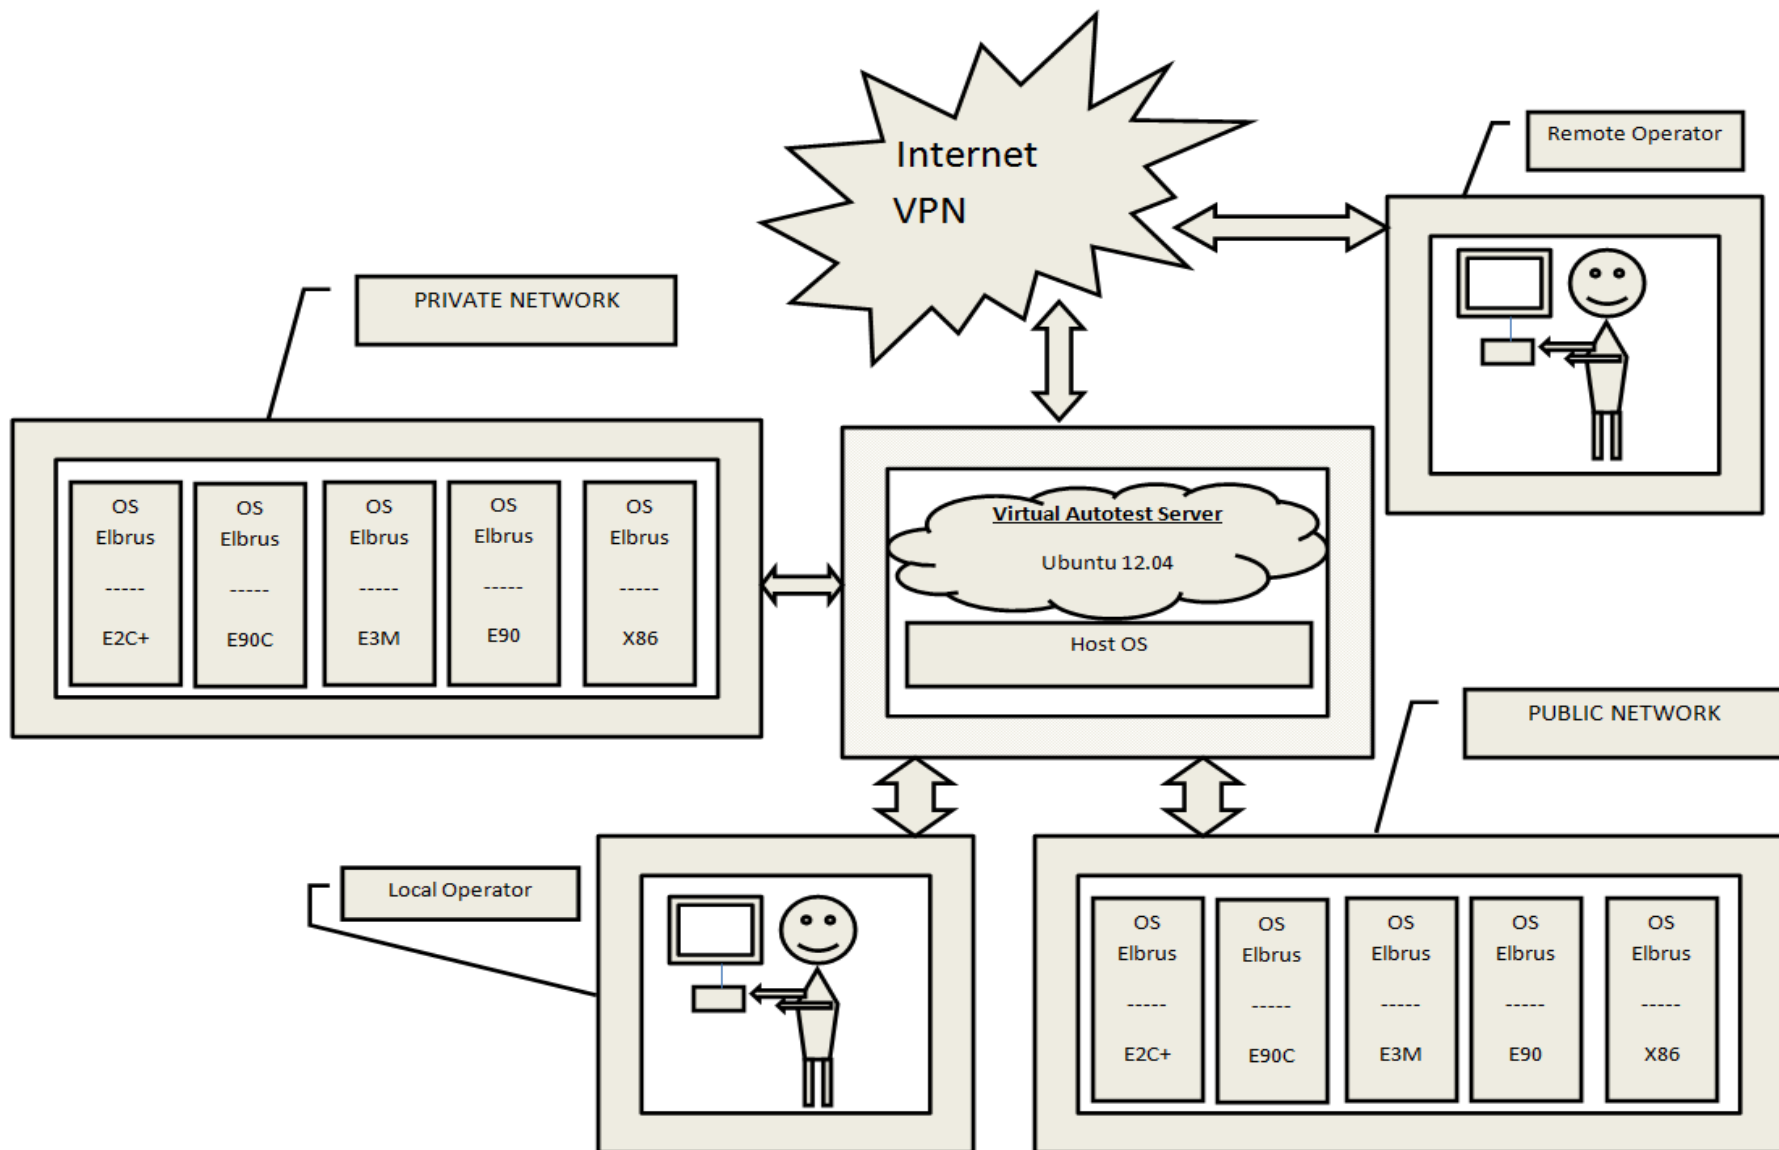 Internet
VPN
Remote Operator
PRIVATE NETWORK
OS
Elbrus
-----
E2C+
OS
Elbrus
-----
E90C
OS
Elbrus
-----
E3M
OS
Elbrus
-----
E90
OS
Elbrus
-----
X86
Virtual Autotest Server
Ubuntu 12.04
Host OS
PUBLIC NETWORK
Local Operator
OS
Elbrus
-----
E2C+
OS
Elbrus
-----
E90C
OS
Elbrus
-----
E3M
OS
Elbrus
-----
E90
OS
Elbrus
-----
X86